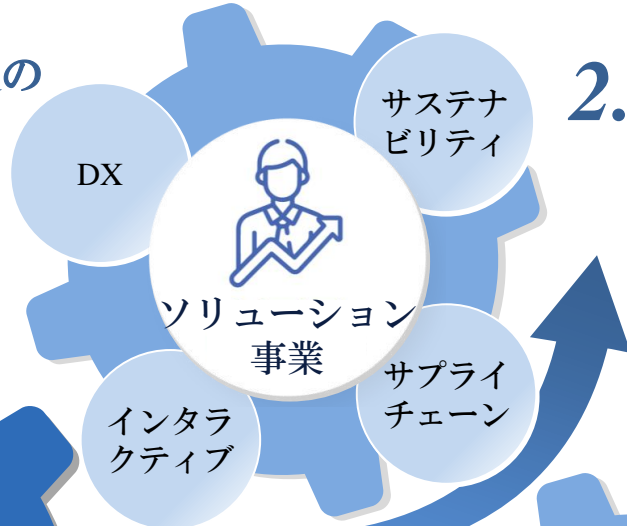 の
2.
サステナ
ビリティ
DX
ソリューション
事業
サプライ
チェーン
インタラ
クティブ